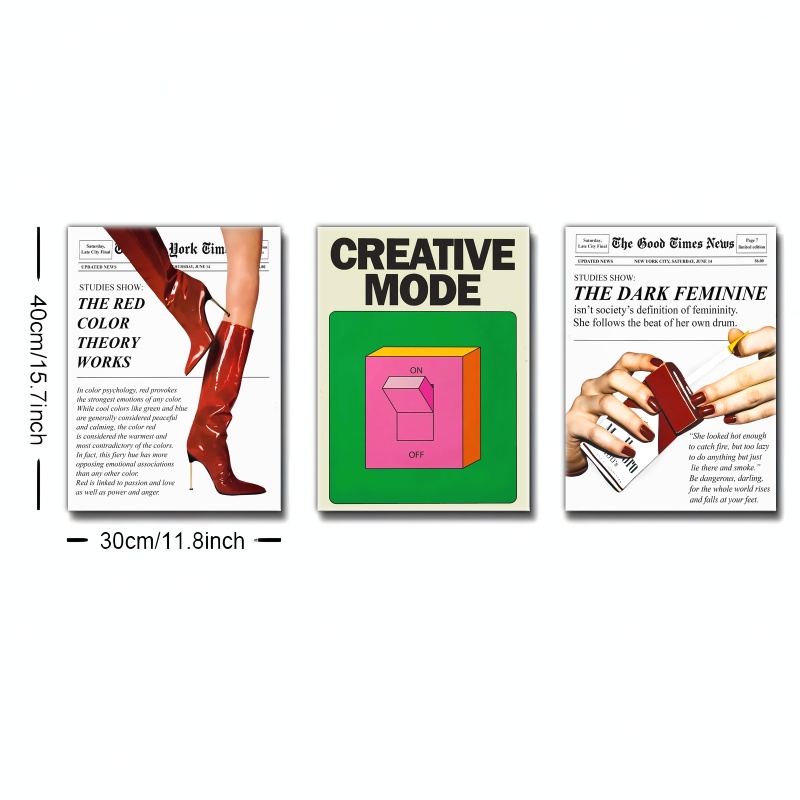 40cm/15.7inch
30cm/11.8inch
Saturday,
Late City Final
York Tim
UPDATED NEWS
SATURDAY, JUNE 14
STUDIES SHOW:
THE RED
COLOR
THEORY
WORKS
In color psychology, red provokes
the strongest emotions of any color.
While cool colors like green and blue
are generally considered peaceful
and calming, the color red
is considered the warmest and
most contradictory of the colors.
In fact, this fiery hue has more
opposing emotional associations
than any other color.
Red is linked to passion and love
as well as power and anger.
CREATIVE
MODE
ON
OFF
Saturday,
Late City Final
The Good Times News
Page 7
limited edition
UPDATED NEWS
NEW YORK CITY, SATURDAY, JUNE 14
$6.00
STUDIES SHOW:
THE DARK FEMININE
isn't society's definition of femininity.
She follows the beat of her own drum.
"She looked hot enough
to catch fire, but too lazy
to do anything but just
lie there and smoke."
Be dangerous, darling,
for the whole world rises
and falls at your feet.